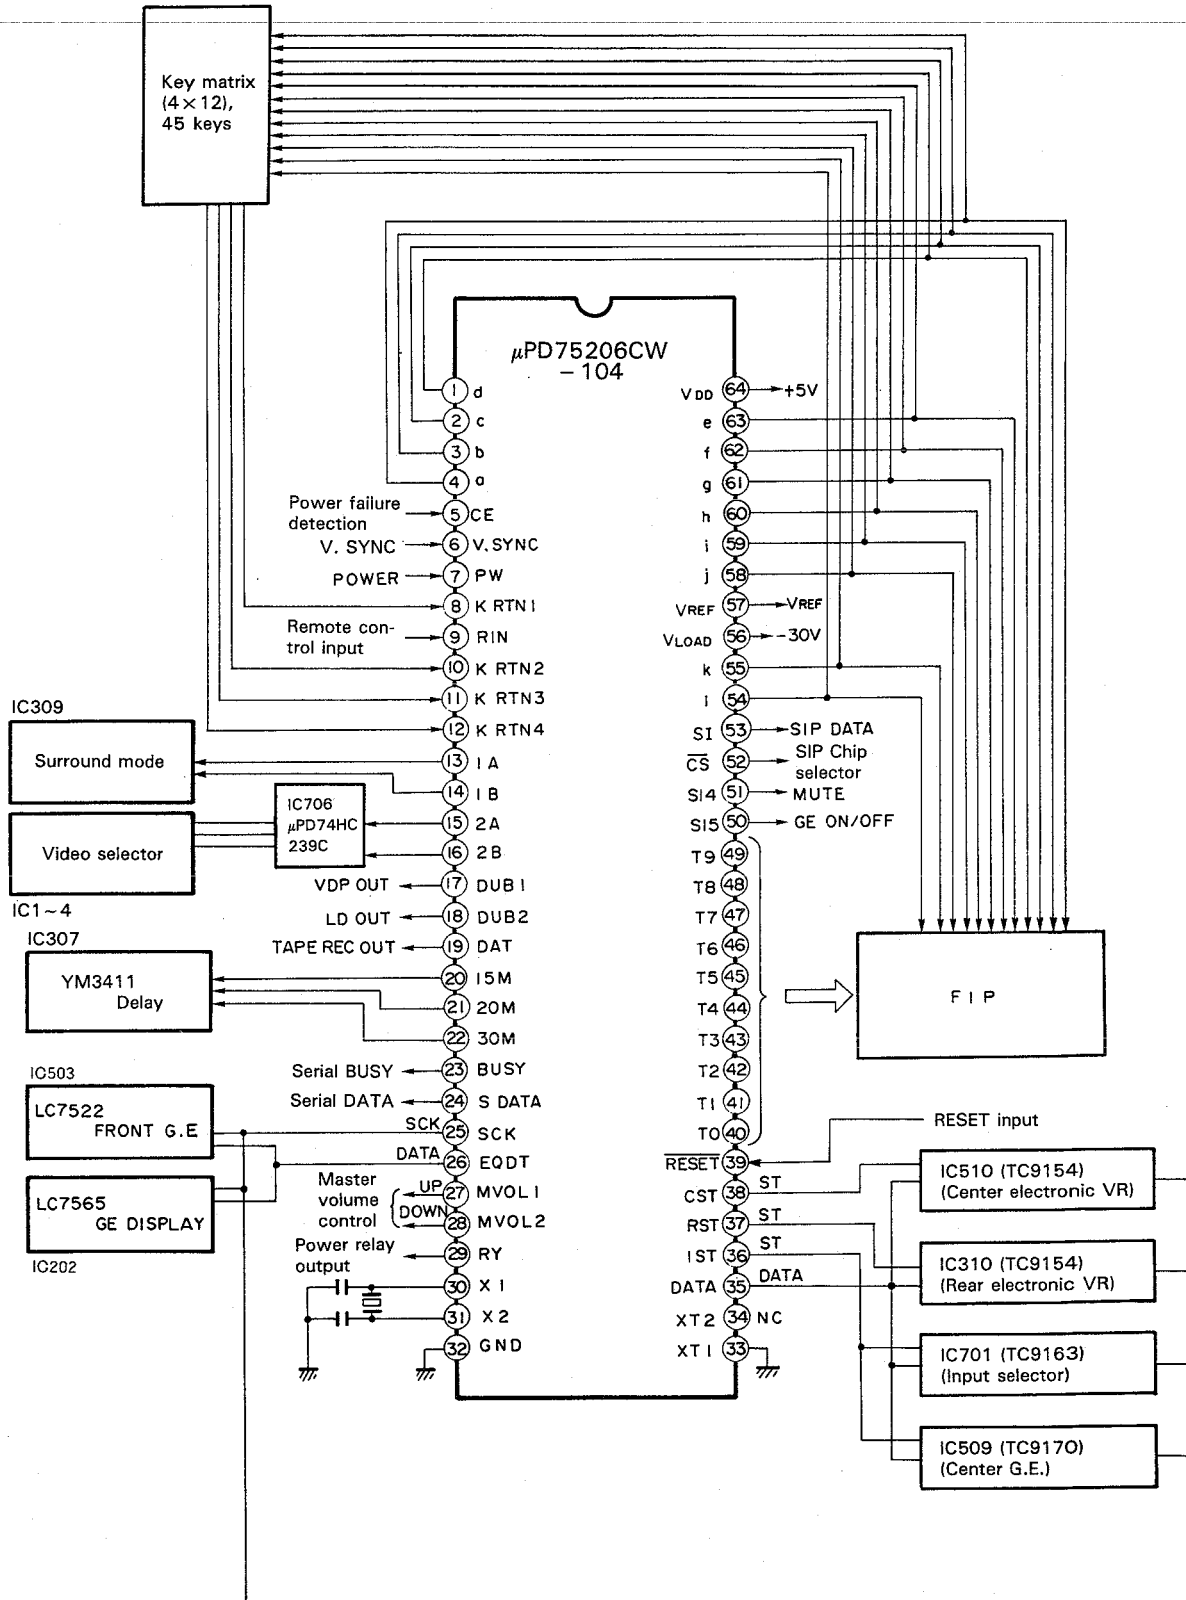 Key matrix
(4×12),
45 keys
μPD75206CW
-104
1 d
2 c
3 b
4 a
Power failure
detection
5 CE
V. SYNC 6 V.SYNC
POWER 7 PW
8 K RTN1
Remote con-
trol input
9 RIN
10 K RTN2
11 K RTN3
12 K RTN4
13 1A
14 1B
15 2A
16 2B
VDP OUT 17 DUB1
LD OUT 18 DUB2
TAPE REC OUT 19 DAT
20 15M
21 20M
22 30M
Serial BUSY 23 BUSY
Serial DATA 24 S DATA
SCK 25 SCK
DATA 26 EQDT
Master
volume
control
UP 27 MVOL1
DOWN 28 MVOL2
Power relay
output
29 RY
30 X1
31 X2
32 GND
IC309
Surround mode
IC706
μPD74HC
239C
Video selector
IC1~4
IC307
YM3411
Delay
IC503
LC7522
FRONT G.E
LC7565
GE DISPLAY
IC202
VDD 64 +5V
e 63
f 62
g 61
h 60
i 59
j 58
VREF 57 VREF
VLOAD 56 -30V
k 55
l 54
SI 53 SIP DATA
CS 52 SIP Chip
selector
S14 51 MUTE
S15 50 GE ON/OFF
T9 49
T8 48
T7 47
T6 46
T5 45
T4 44
T3 43
T2 42
T1 41
T0 40
FIP
RESET 39 RESET input
CST 38 ST
RST 37 ST
IST 36 ST
DATA 35 DATA
XT2 34 NC
XT1 33
IC510 (TC9154)
(Center electronic VR)
IC310 (TC9154)
(Rear electronic VR)
IC701 (TC9163)
(Input selector)
IC509 (TC9170)
(Center G.E.)